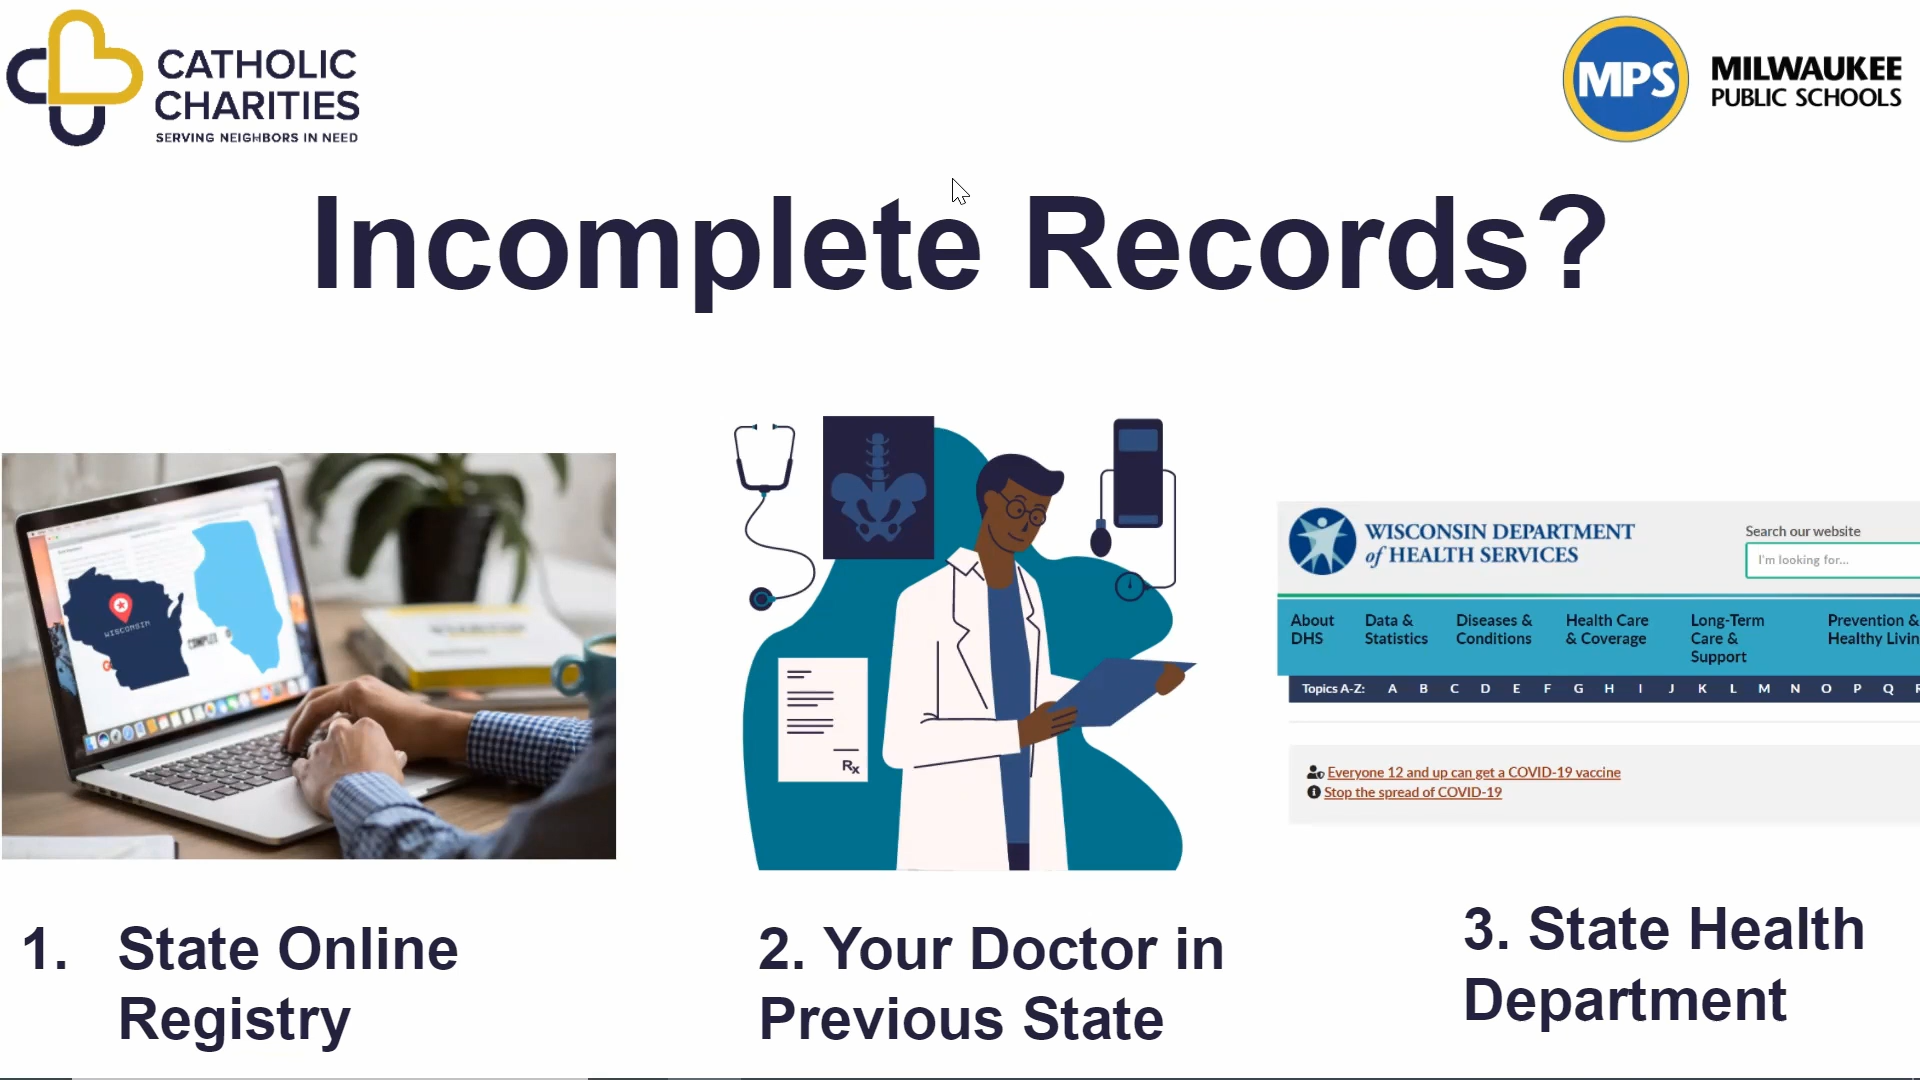 CATHOLIC
CHARITIES
SERVING NEIGHBORS IN NEED
MPS
MILWAUKEE
PUBLIC SCHOOLS
Incomplete Records?
WISCONSIN
Rx
WISCONSIN DEPARTMENT
of HEALTH SERVICES
Search our website
I'm looking for...
About
DHS
Data &
Statistics
Diseases &
Conditions
Health Care
& Coverage
Long-Term
Care &
Support
Prevention &
Healthy Livin
Topics A-Z: A B C D E F G H I J K L M N O P Q R
Everyone 12 and up can get a COVID-19 vaccine
Stop the spread of COVID-19
1. State Online
Registry
2. Your Doctor in
Previous State
3. State Health
Department